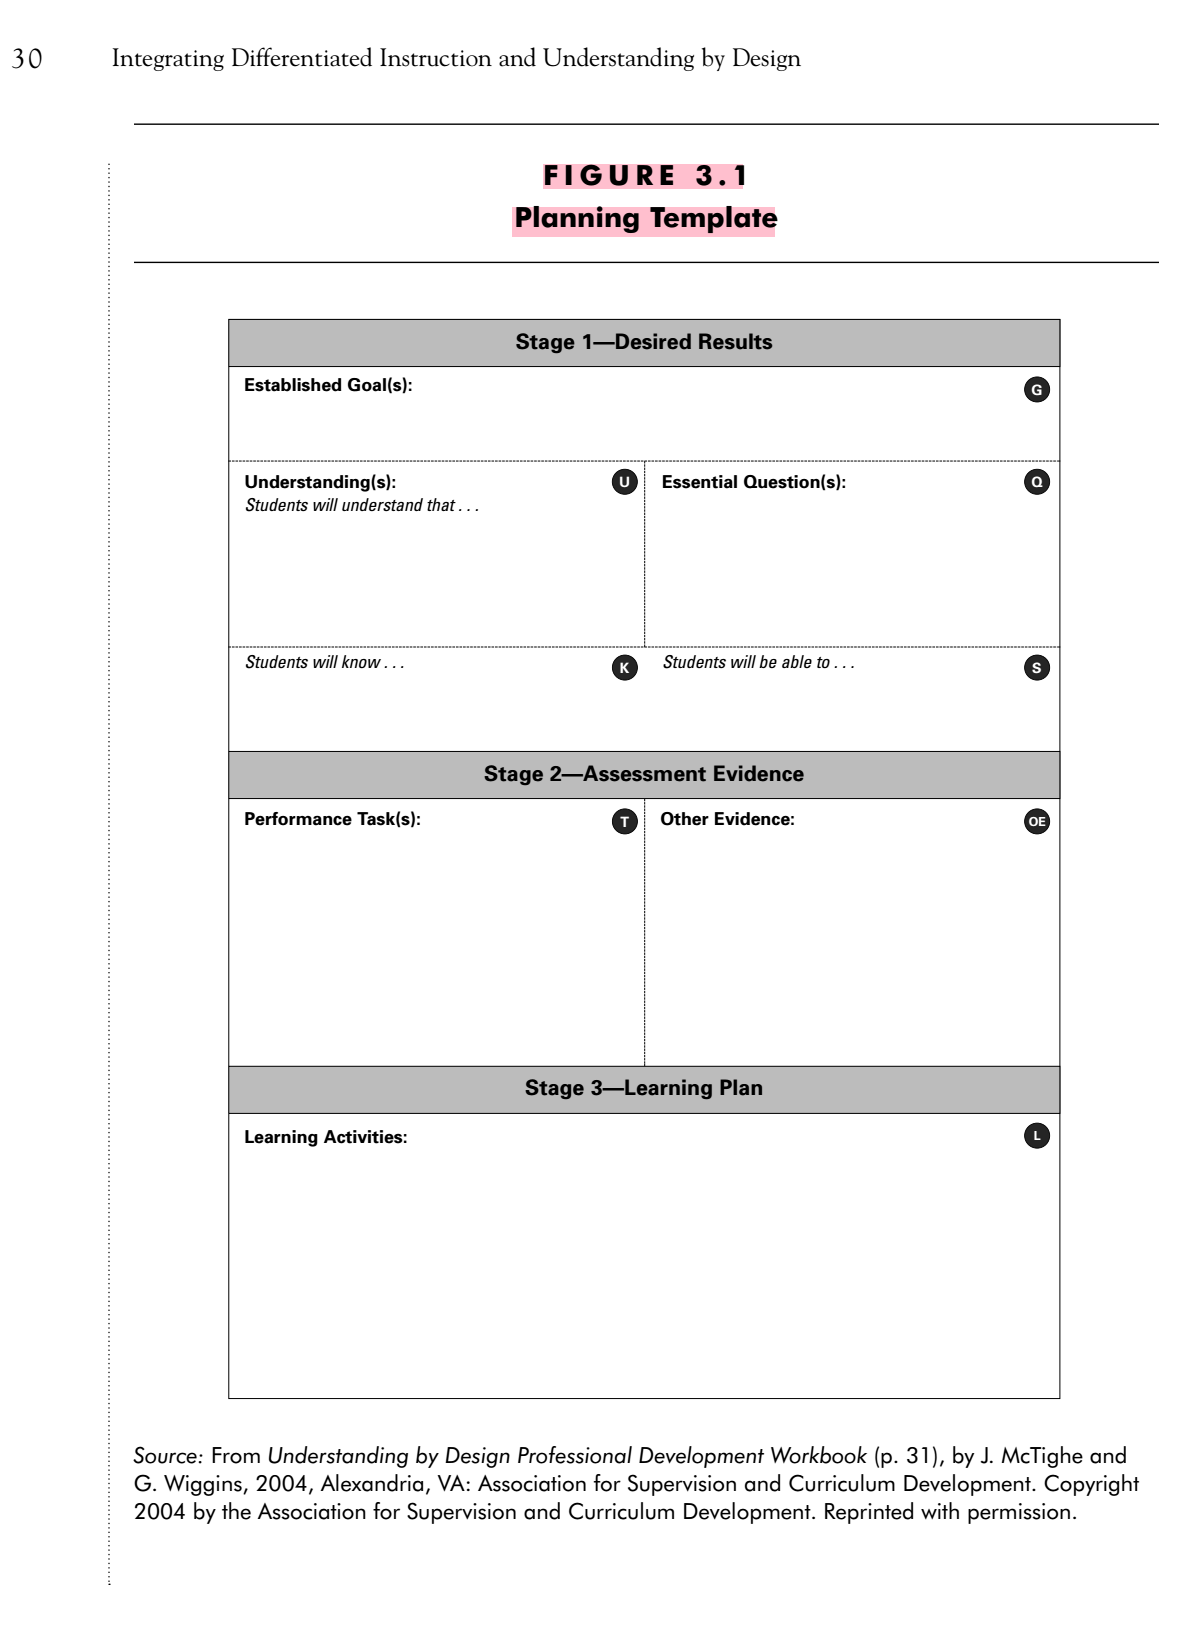 30 Integrating Differentiated Instruction and Understanding by Design
FIGURE 3.1
Planning Template
Stage 1—Desired Results
Established Goal(s): G
Understanding(s): U
Students will understand that . . .
Essential Question(s): Q
Students will know . . . K
Students will be able to . . . S
Stage 2—Assessment Evidence
Performance Task(s): T
Other Evidence: OE
Stage 3—Learning Plan
Learning Activities: L
Source: From Understanding by Design Professional Development Workbook (p. 31), by J. McTighe and
G. Wiggins, 2004, Alexandria, VA: Association for Supervision and Curriculum Development. Copyright
2004 by the Association for Supervision and Curriculum Development. Reprinted with permission.